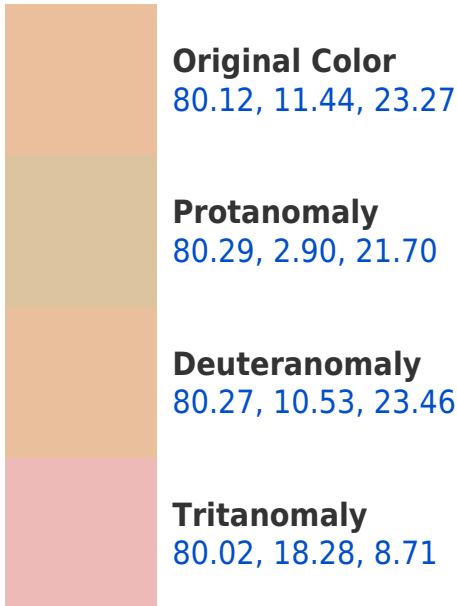 Original Color
80.12, 11.44, 23.27
Protanomaly
80.29, 2.90, 21.70
Deuteranomaly
80.27, 10.53, 23.46
Tritanomaly
80.02, 18.28, 8.71